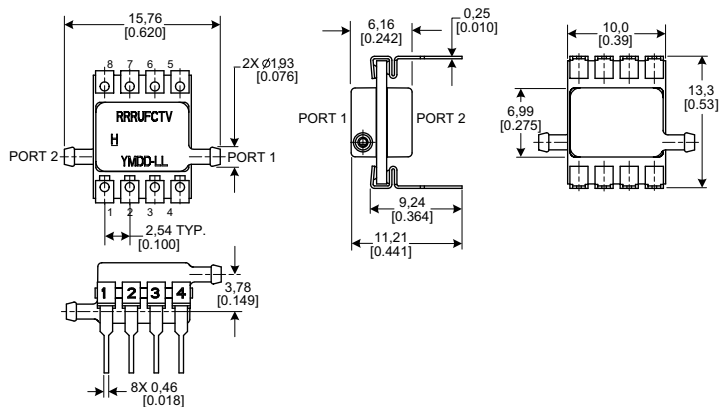 15,76
[0.620]
8 7 6 5
2X Ø1,93
[0.076]
RRRUFCTV
H
YMDD-LL
PORT 2
PORT 1
1 2 3 4
2,54 TYP.
[0.100]
6,16
[0.242]
0,25
[0.010]
PORT 1
PORT 2
9,24
[0.364]
11,21
[0.441]
10,0
[0.39]
6,99
[0.275]
13,3
[0.53]
1 2 3 4
3,78
[0.149]
8X 0,46
[0.018]